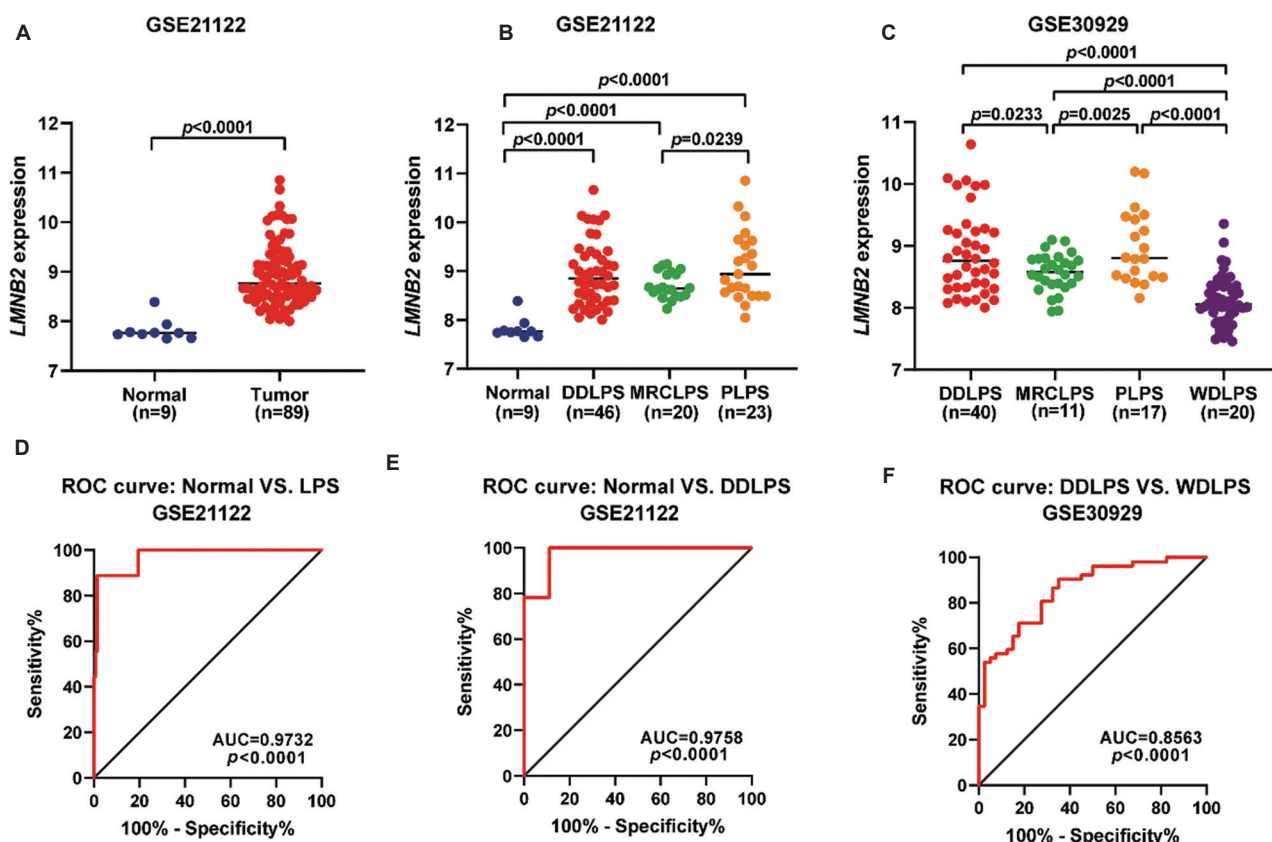 A
GSE21122
p<0.0001
LMNB2 expression
12
11
10
9
8
7
Normal
(n=9)
Tumor
(n=89)
B
GSE21122
p<0.0001
p<0.0001
p<0.0001
p=0.0239
LMNB2 expression
12
11
10
9
8
7
Normal
(n=9)
DDLPS
(n=46)
MRCLPS
(n=20)
PLPS
(n=23)
C
GSE30929
p<0.0001
p<0.0001
p=0.0233
p=0.0025
p<0.0001
LMNB2 expression
11
10
9
8
7
DDLPS
(n=40)
MRCLPS
(n=11)
PLPS
(n=17)
WDLPS
(n=20)
D
ROC curve: Normal VS. LPS
GSE21122
Sensitivity%
100
80
60
40
20
0
AUC=0.9732
p<0.0001
0 20 40 60 80 100
100% - Specificity%
E
ROC curve: Normal VS. DDLPS
GSE21122
Sensitivity%
100
80
60
40
20
0
AUC=0.9758
p<0.0001
0 20 40 60 80 100
100% - Specificity%
F
ROC curve: DDLPS VS. WDLPS
GSE30929
Sensitivity%
100
80
60
40
20
0
AUC=0.8563
p<0.0001
0 20 40 60 80 100
100% - Specificity%